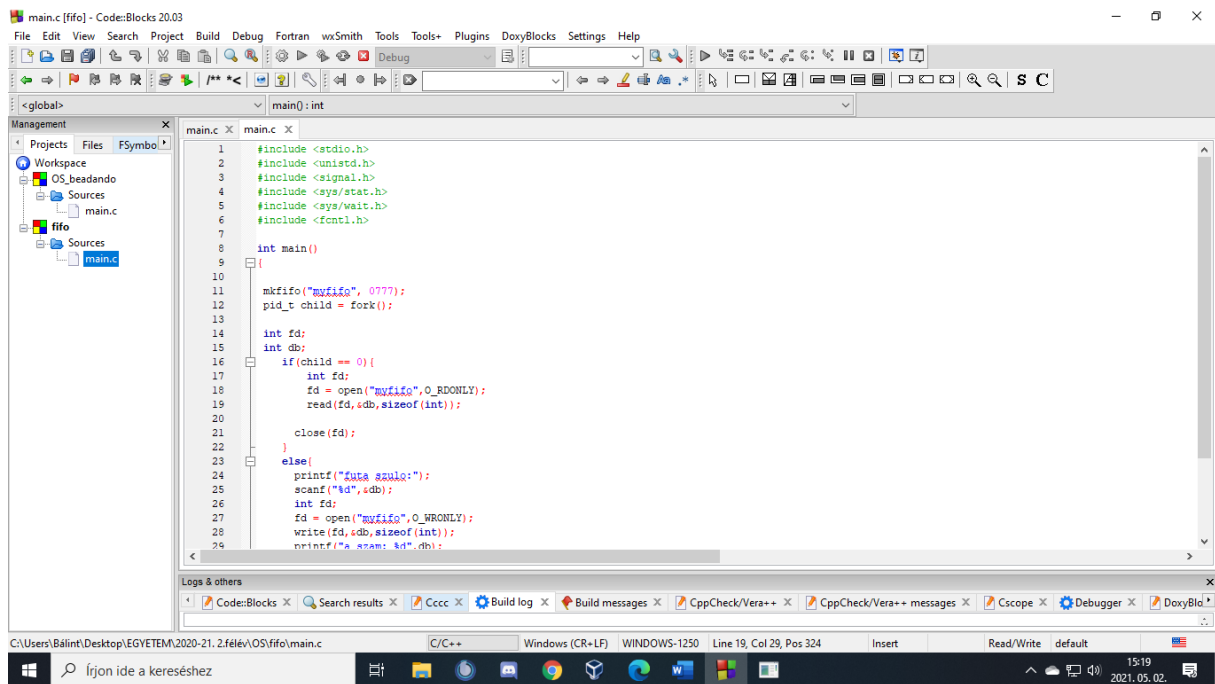 main.c [fifo] - Code::Blocks 20.03
File Edit View Search Project Build Debug Fortran wxSmith Tools Tools+ Plugins DoxyBlocks Settings Help
Debug
/** *< S C
<global> main() : int
Management
Projects Files FSymbo
Workspace
OS_beadando
Sources
main.c
fifo
Sources
main.c
main.c main.c
1 #include <stdio.h>
2 #include <unistd.h>
3 #include <signal.h>
4 #include <sys/stat.h>
5 #include <sys/wait.h>
6 #include <fcntl.h>
7
8 int main()
9 {
10
11 mkfifo("myfifo", 0777);
12 pid_t child = fork();
13
14 int fd;
15 int db;
16 if(child == 0){
17 int fd;
18 fd = open("myfifo",O_RDONLY);
19 read(fd,&db,sizeof(int));
20
21 close(fd);
22 }
23 else{
24 printf("futa szulo:");
25 scanf("%d",&db);
26 int fd;
27 fd = open("myfifo",O_WRONLY);
28 write(fd,&db,sizeof(int));
29 printf("a szam: %d",db);
Logs & others
Code::Blocks Search results Cccc Build log Build messages CppCheck/Vera++ CppCheck/Vera++ messages Cscope Debugger DoxyBlo
C:\Users\Bálint\Desktop\EGYETEM\2020-21. 2.félév\OS\fifo\main.c C/C++ Windows (CR+LF) WINDOWS-1250 Line 19, Col 29, Pos 324 Insert Read/Write default
Írjon ide a kereséshez
15:19
2021. 05. 02.